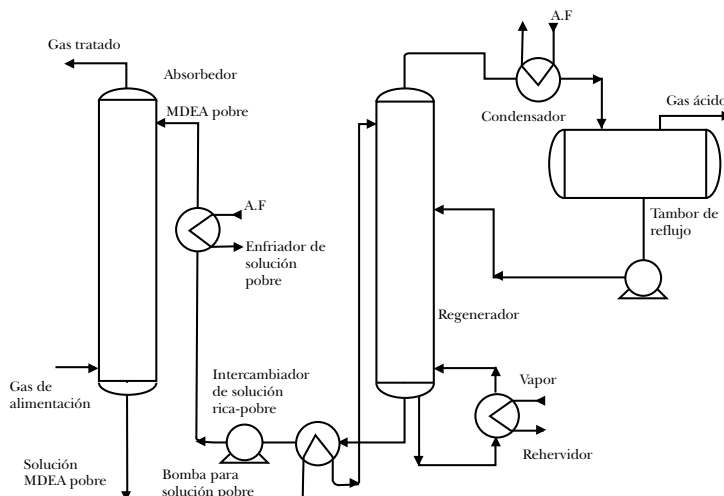 Gas tratado
Absorbedor
MDEA pobre
A.F
Enfriador de
solución
pobre
Gas de
alimentación
Solución
MDEA pobre
Intercambiador
de solución
rica-pobre
Bomba para
solución pobre
Regenerador
A.F
Condensador
Gas ácido
Tambor de
reflujo
Vapor
Rehervidor